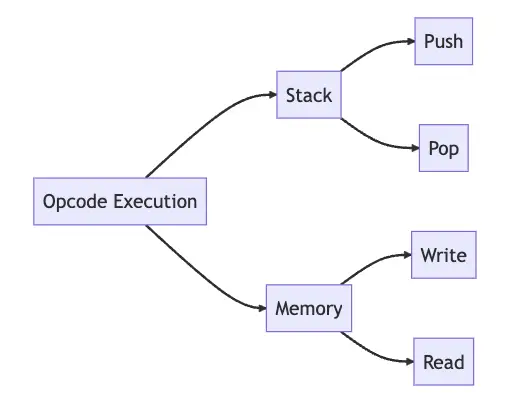 Opcode Execution
Stack
Push
Pop
Memory
Write
Read